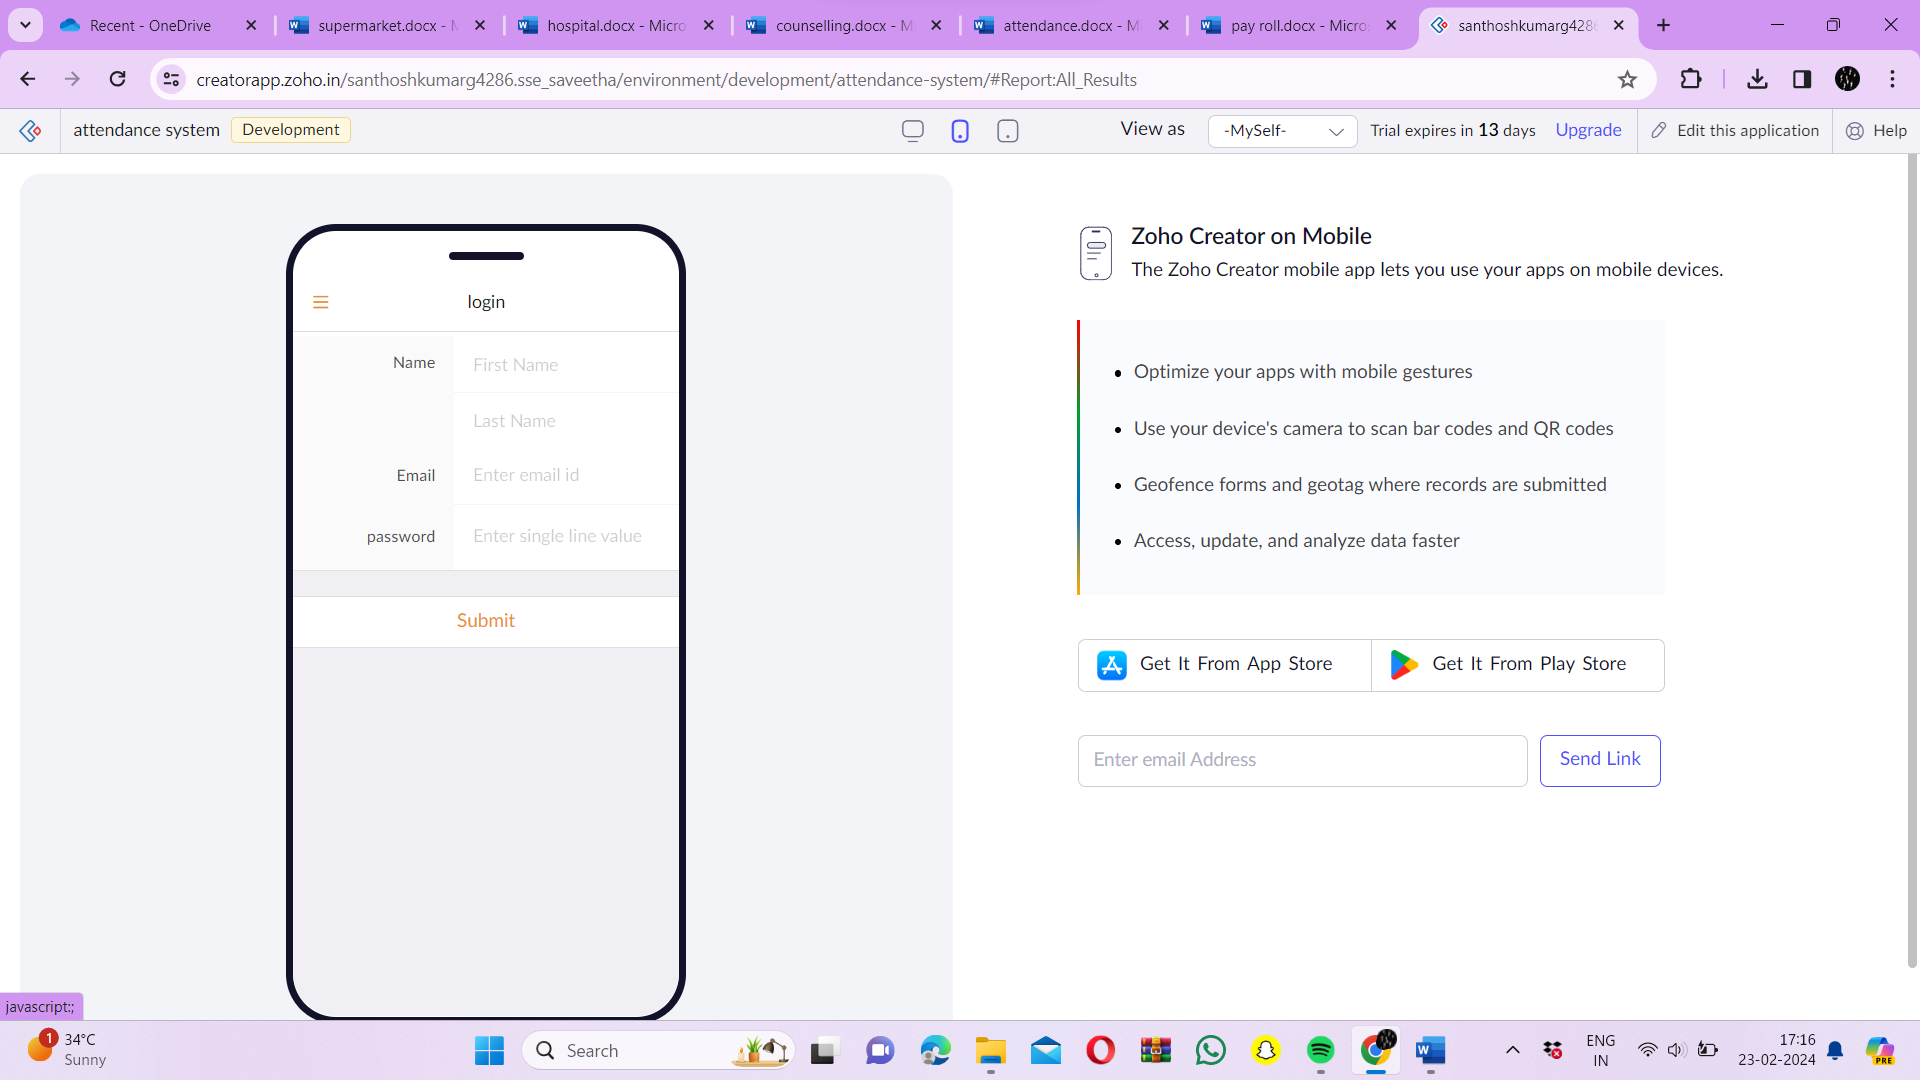 Recent - OneDrive
supermarket.docx - M
hospital.docx - Micro
counselling.docx - M
attendance.docx - Mi
pay roll.docx - Micros
santhoshkumarg4286
creatorapp.zoho.in/santhoshkumarg4286.sse_saveetha/environment/development/attendance-system/#Report:All_Results
attendance system
Development
View as
-MySelf-
Trial expires in 13 days
Upgrade
Edit this application
Help
login
Name
First Name
Last Name
Email
Enter email id
password
Enter single line value
Submit
Zoho Creator on Mobile
The Zoho Creator mobile app lets you use your apps on mobile devices.
Optimize your apps with mobile gestures
Use your device's camera to scan bar codes and QR codes
Geofence forms and geotag where records are submitted
Access, update, and analyze data faster
Get It From App Store
Get It From Play Store
Enter email Address
Send Link
javascript:;
1
34°C
Sunny
Search
W
ENG
IN
17:16
23-02-2024
PRE